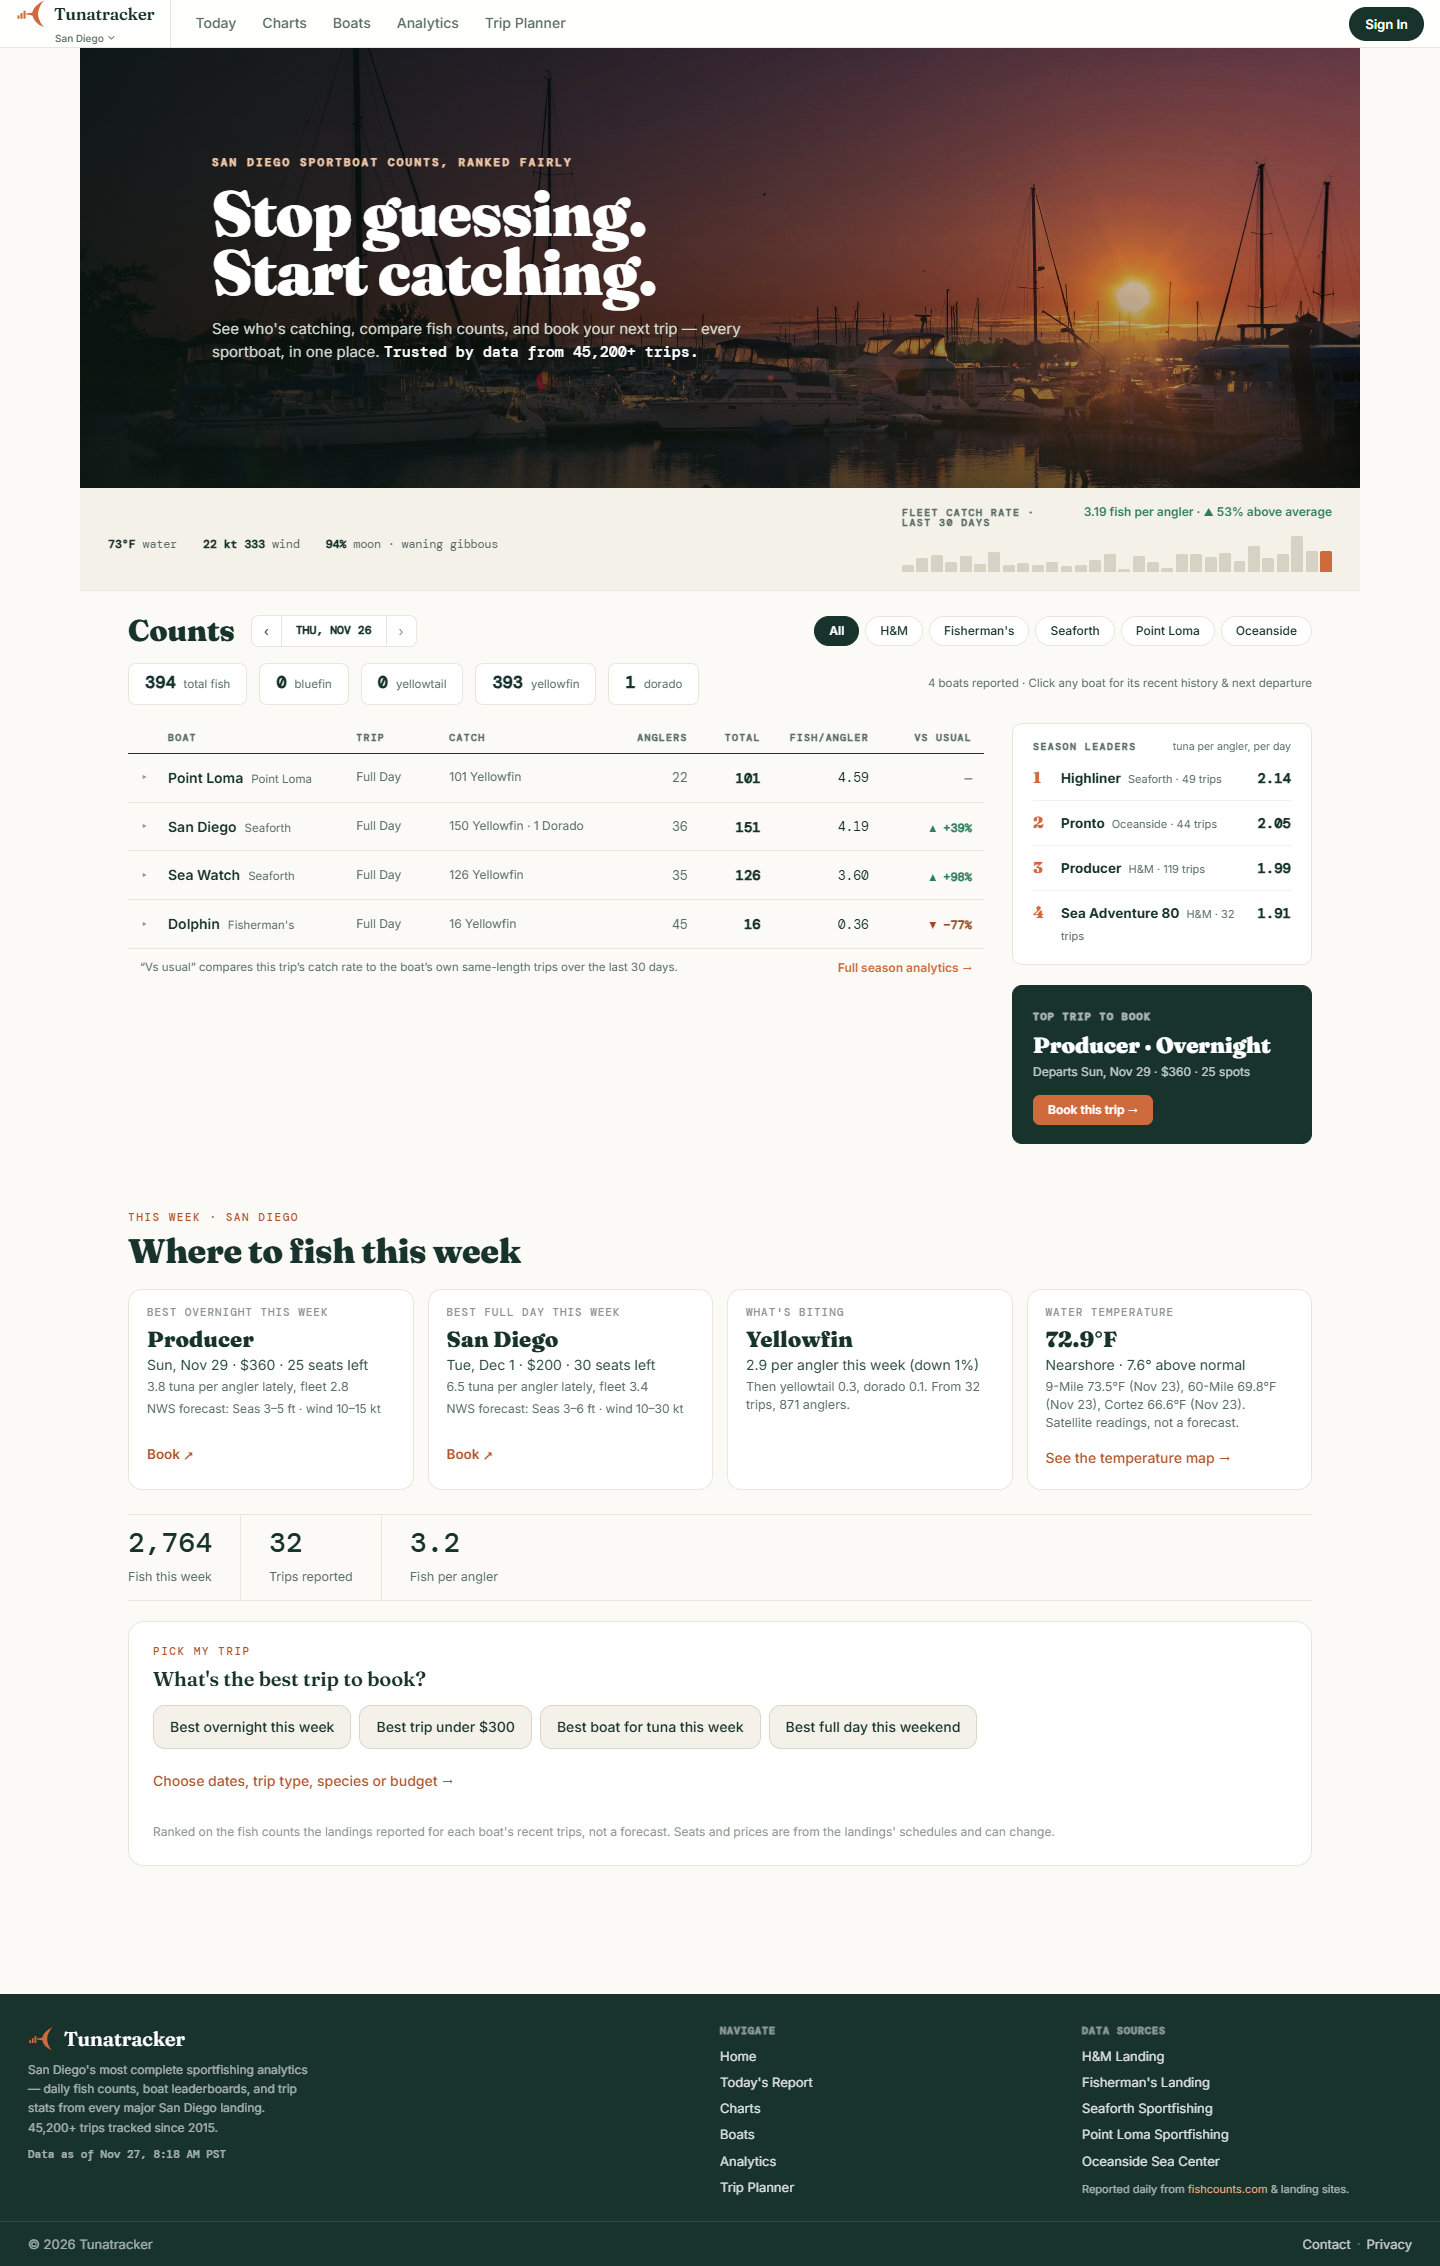 Tunatracker
San Diego
Today Charts Boats Analytics Trip Planner
Sign In
SAN DIEGO SPORTBOAT COUNTS, RANKED FAIRLY
Stop guessing.
Start catching.
See who's catching, compare fish counts, and book your next trip — every
sportboat, in one place. Trusted by data from 45,200+ trips.
73°F water 22 kt 333 wind 94% moon · waning gibbous
FLEET CATCH RATE ·
LAST 30 DAYS
3.19 fish per angler · ▲ 53% above average
Counts
‹ THU, NOV 26 ›
All H&M Fisherman's Seaforth Point Loma Oceanside
394 total fish 0 bluefin 0 yellowtail 393 yellowfin 1 dorado
4 boats reported · Click any boat for its recent history & next departure
BOAT TRIP CATCH ANGLERS TOTAL FISH/ANGLER VS USUAL
▸ Point Loma Point Loma Full Day 101 Yellowfin 22 101 4.59 —
▸ San Diego Seaforth Full Day 150 Yellowfin · 1 Dorado 36 151 4.19 ▲ +39%
▸ Sea Watch Seaforth Full Day 126 Yellowfin 35 126 3.60 ▲ +98%
▸ Dolphin Fisherman's Full Day 16 Yellowfin 45 16 0.36 ▼ −77%
“Vs usual” compares this trip’s catch rate to the boat’s own same-length trips over the last 30 days.
Full season analytics →
SEASON LEADERS tuna per angler, per day
1 Highliner Seaforth · 49 trips 2.14
2 Pronto Oceanside · 44 trips 2.05
3 Producer H&M · 119 trips 1.99
4 Sea Adventure 80 H&M · 32 1.91
trips
TOP TRIP TO BOOK
Producer · Overnight
Departs Sun, Nov 29 · $360 · 25 spots
Book this trip →
THIS WEEK · SAN DIEGO
Where to fish this week
BEST OVERNIGHT THIS WEEK
Producer
Sun, Nov 29 · $360 · 25 seats left
3.8 tuna per angler lately, fleet 2.8
NWS forecast: Seas 3–5 ft · wind 10–15 kt
Book ↗
BEST FULL DAY THIS WEEK
San Diego
Tue, Dec 1 · $200 · 30 seats left
6.5 tuna per angler lately, fleet 3.4
NWS forecast: Seas 3–6 ft · wind 10–30 kt
Book ↗
WHAT'S BITING
Yellowfin
2.9 per angler this week (down 1%)
Then yellowtail 0.3, dorado 0.1. From 32
trips, 871 anglers.
WATER TEMPERATURE
72.9°F
Nearshore · 7.6° above normal
9-Mile 73.5°F (Nov 23), 60-Mile 69.8°F
(Nov 23), Cortez 66.6°F (Nov 23).
Satellite readings, not a forecast.
See the temperature map →
2,764 32 3.2
Fish this week Trips reported Fish per angler
PICK MY TRIP
What's the best trip to book?
Best overnight this week Best trip under $300 Best boat for tuna this week Best full day this weekend
Choose dates, trip type, species or budget →
Ranked on the fish counts the landings reported for each boat's recent trips, not a forecast. Seats and prices are from the landings' schedules and can change.
Tunatracker
San Diego's most complete sportfishing analytics
— daily fish counts, boat leaderboards, and trip
stats from every major San Diego landing.
45,200+ trips tracked since 2015.
Data as of Nov 27, 8:18 AM PST
NAVIGATE
Home
Today's Report
Charts
Boats
Analytics
Trip Planner
DATA SOURCES
H&M Landing
Fisherman's Landing
Seaforth Sportfishing
Point Loma Sportfishing
Oceanside Sea Center
Reported daily from fishcounts.com & landing sites.
© 2026 Tunatracker
Contact · Privacy